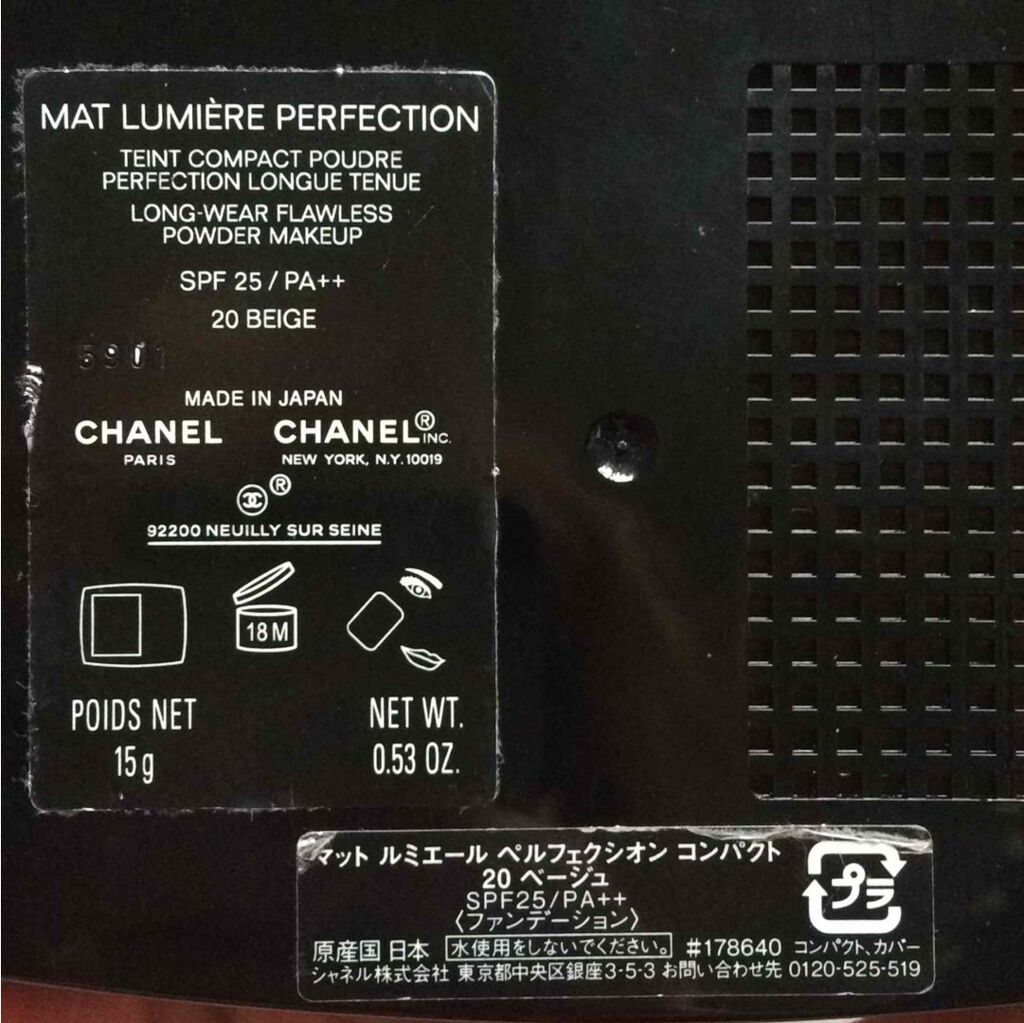 MAT LUMIÈRE PERFECTION
TEINT COMPACT POUDRE
PERFECTION LONGUE TENUE
LONG-WEAR FLAWLESS
POWDER MAKEUP
SPF 25 / PA++
20 BEIGE
5901
MADE IN JAPAN
CHANEL CHANEL® INC.
PARIS NEW YORK, N.Y. 10019
®
92200 NEUILLY SUR SEINE
18 M
POIDS NET NET WT.
15 g 0.53 OZ.
マット ルミエール ペルフェクシオン コンパクト
20 ベージュ
SPF25/PA++
〈ファンデーション〉
プラ
原産国 日本 水使用をしないでください。 #178640 コンパクト、カバー
シャネル株式会社 東京都中央区銀座3-5-3 お問い合わせ先 0120-525-519